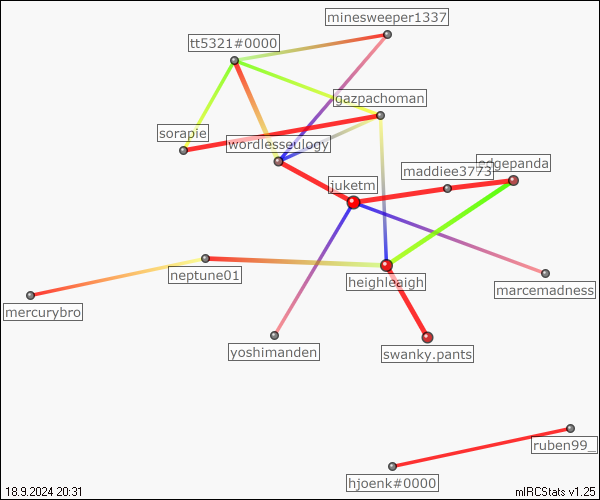 minesweeper1337
tt5321#0000
gazpachoman
sorapie
wordlesseulogy
maddiee3773
edgepanda
juketm
neptune01
heighleaigh
marcemadness
mercurybro
yoshimanden
swanky.pants
ruben99_
hjoenk#0000
18.9.2024 20:31
mIRCStats v1.25